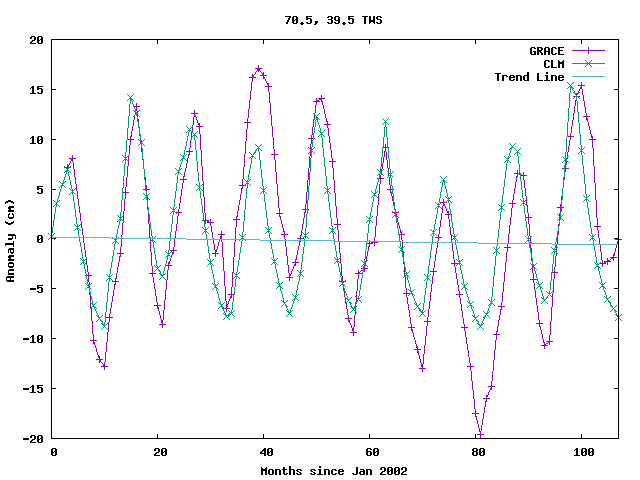 70.5, 39.5 TWS
GRACE
CLM
Trend Line
20
15
10
5
0
-5
-10
-15
-20
Anomaly (cm)
0 20 40 60 80 100
Months since Jan 2002